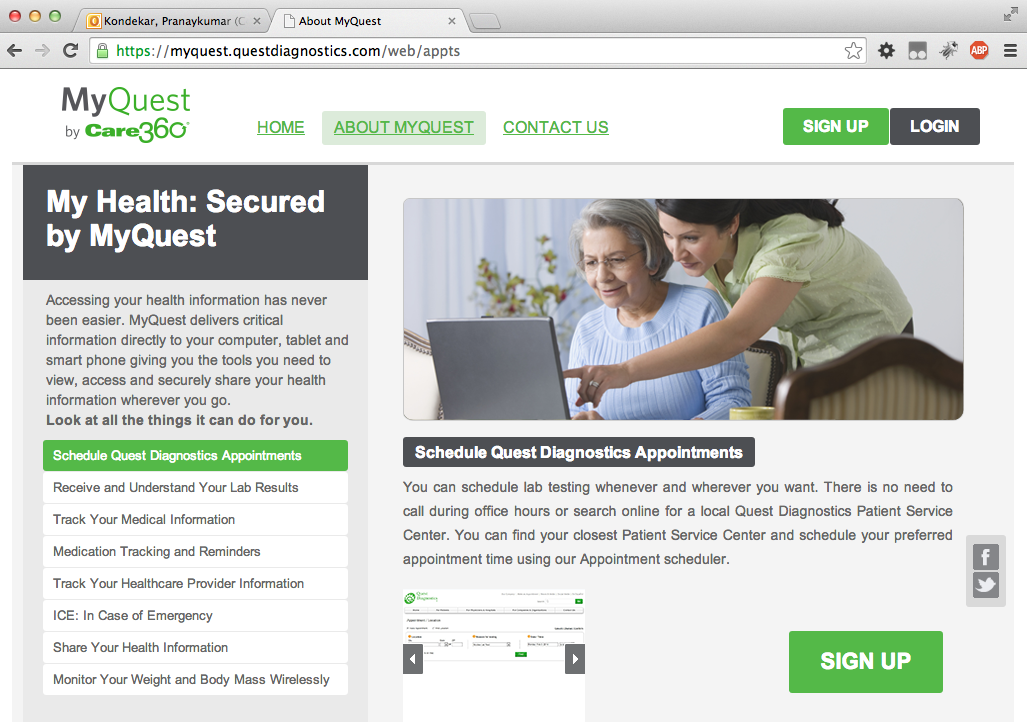 Kondekar, Pranaykumar (C
About MyQuest
https://myquest.questdiagnostics.com/web/appts
ABP
MyQuest
by Care360
HOME
ABOUT MYQUEST
CONTACT US
SIGN UP
LOGIN
My Health: Secured
by MyQuest
Accessing your health information has never
been easier. MyQuest delivers critical
information directly to your computer, tablet and
smart phone giving you the tools you need to
view, access and securely share your health
information wherever you go.
Look at all the things it can do for you.
Schedule Quest Diagnostics Appointments
Receive and Understand Your Lab Results
Track Your Medical Information
Medication Tracking and Reminders
Track Your Healthcare Provider Information
ICE: In Case of Emergency
Share Your Health Information
Monitor Your Weight and Body Mass Wirelessly
Schedule Quest Diagnostics Appointments
You can schedule lab testing whenever and wherever you want. There is no need to
call during office hours or search online for a local Quest Diagnostics Patient Service
Center. You can find your closest Patient Service Center and schedule your preferred
appointment time using our Appointment scheduler.
Quest
Diagnostics
SIGN UP